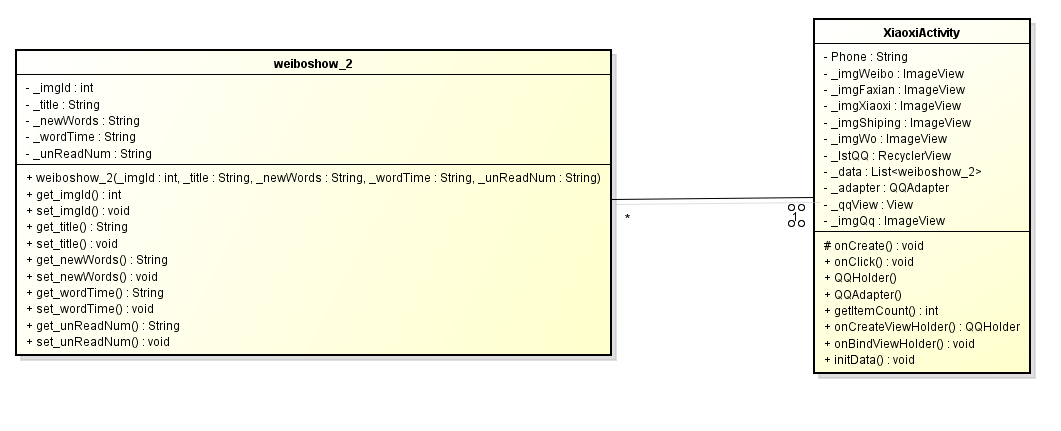 weiboshow_2
- _imgId : int
- _title : String
- _newWords : String
- _wordTime : String
- _unReadNum : String
+ weiboshow_2(_imgId : int, _title : String, _newWords : String, _wordTime : String, _unReadNum : String)
+ get_imgId() : int
+ set_imgId() : void
+ get_title() : String
+ set_title() : void
+ get_newWords() : String
+ set_newWords() : void
+ get_wordTime() : String
+ set_wordTime() : void
+ get_unReadNum() : String
+ set_unReadNum() : void
*
1
XiaoxiActivity
- Phone : String
- _imgWeibo : ImageView
- _imgFaxian : ImageView
- _imgXiaoxi : ImageView
- _imgShiping : ImageView
- _imgWo : ImageView
- _lstQQ : RecyclerView
- _data : List<weiboshow_2>
- _adapter : QQAdapter
- _qqView : View
- _imgQq : ImageView
# onCreate() : void
+ onClick() : void
+ QQHolder()
+ QQAdapter()
+ getItemCount() : int
+ onCreateViewHolder() : QQHolder
+ onBindViewHolder() : void
+ initData() : void